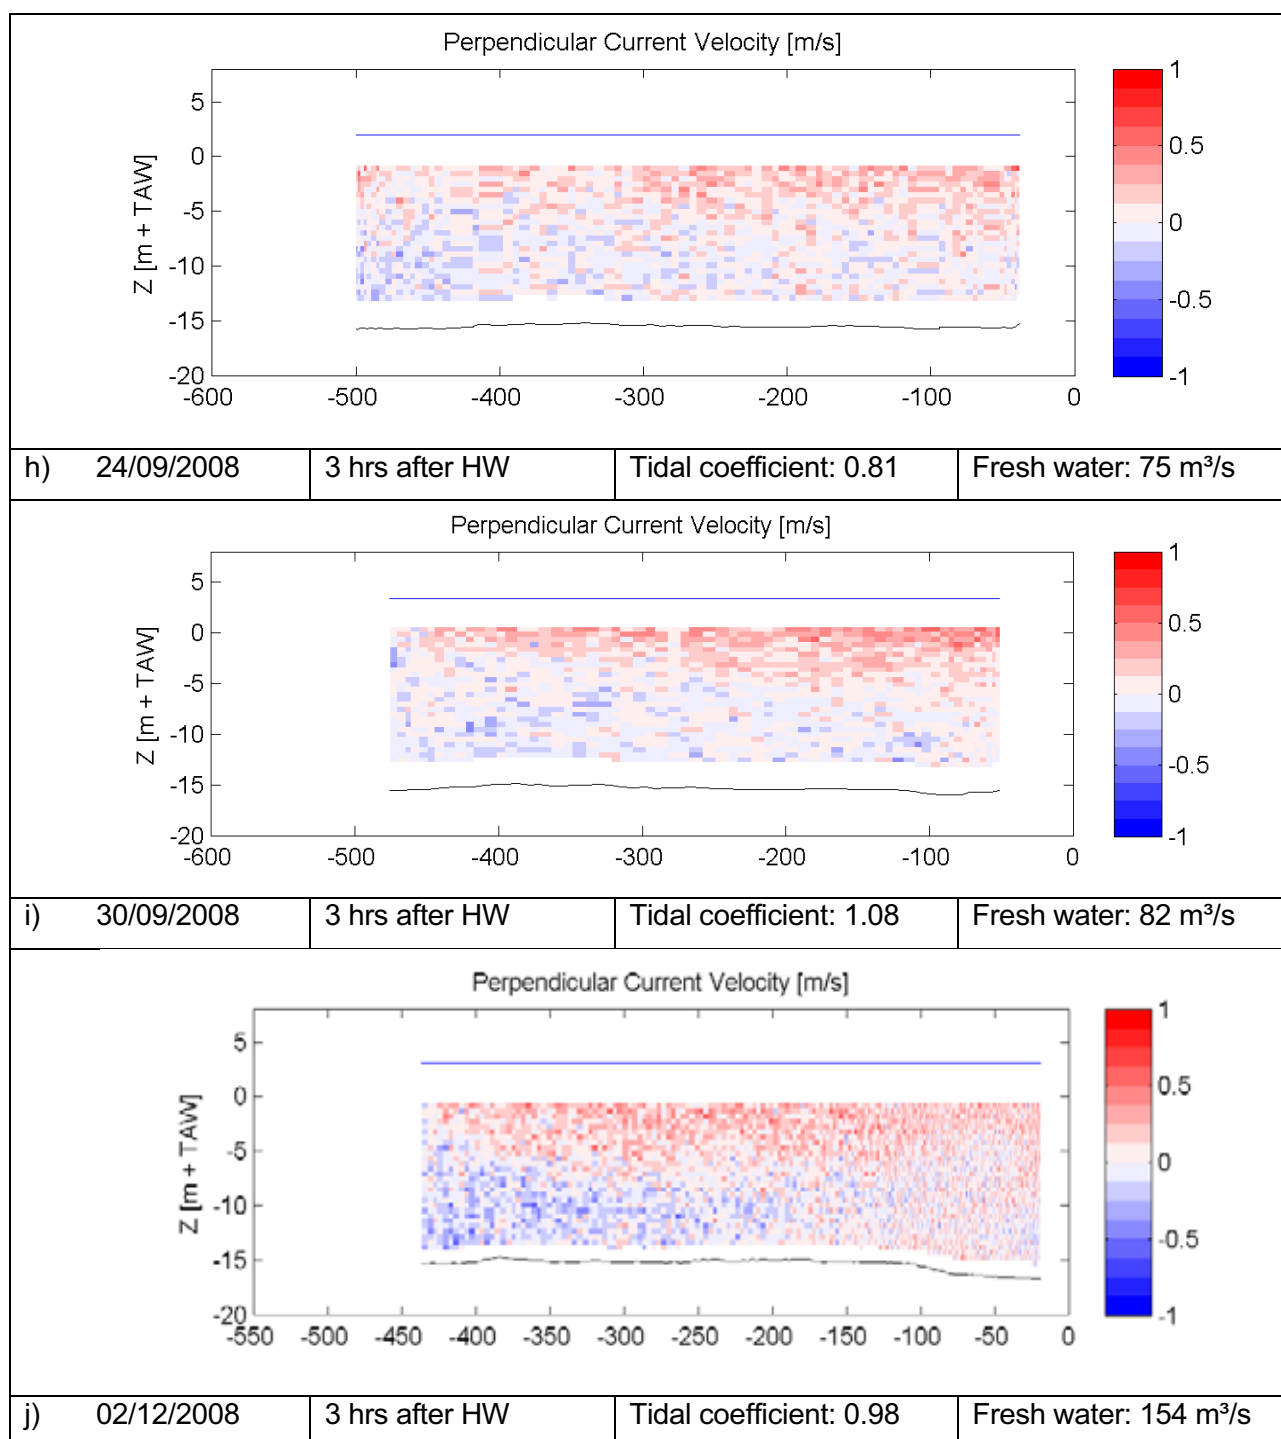 Perpendicular Current Velocity [m/s]
Z [m + TAW]
5
0
-5
-10
-15
-20
-600 -500 -400 -300 -200 -100 0
1
0.5
0
-0.5
-1
h) 24/09/2008 3 hrs after HW Tidal coefficient: 0.81 Fresh water: 75 m³/s
Perpendicular Current Velocity [m/s]
Z [m + TAW]
5
0
-5
-10
-15
-20
-600 -500 -400 -300 -200 -100 0
1
0.5
0
-0.5
-1
i) 30/09/2008 3 hrs after HW Tidal coefficient: 1.08 Fresh water: 82 m³/s
Perpendicular Current Velocity [m/s]
Z [m + TAW]
5
0
-5
-10
-15
-20
-550 -500 -450 -400 -350 -300 -250 -200 -150 -100 -50 0
1
0.5
0
-0.5
-1
j) 02/12/2008 3 hrs after HW Tidal coefficient: 0.98 Fresh water: 154 m³/s